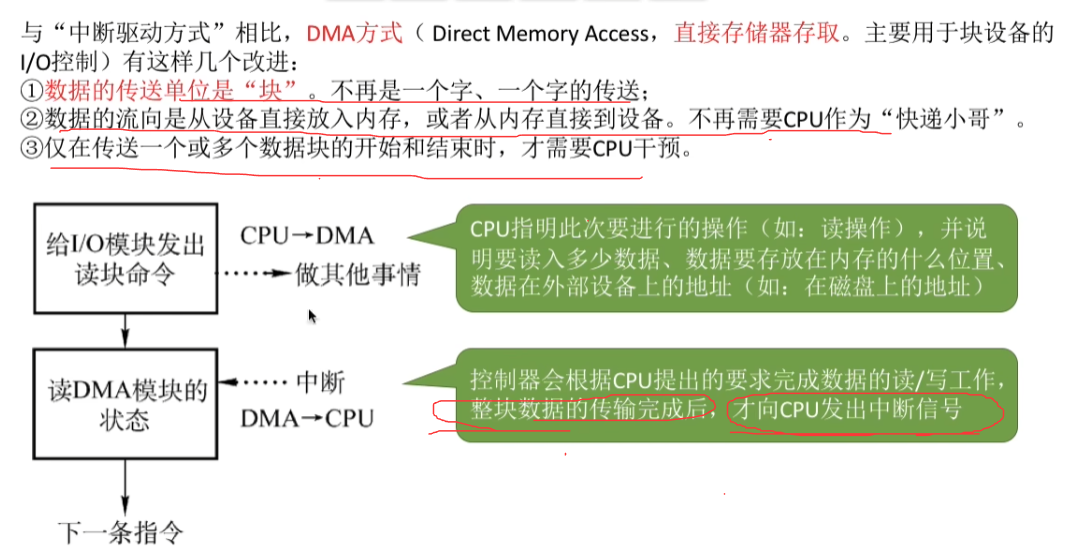 与“中断驱动方式”相比，DMA方式（ Direct Memory Access，直接存储器存取。主要用于块设备的
I/O控制）有这样几个改进：
①数据的传送单位是“块”。不再是一个字、一个字的传送；
②数据的流向是从设备直接放入内存，或者从内存直接到设备。不再需要CPU作为“快递小哥”。
③仅在传送一个或多个数据块的开始和结束时，才需要CPU干预。
给I/O模块发出
读块命令
CPU→DMA
做其他事情
CPU指明此次要进行的操作（如：读操作），并说
明要读入多少数据、数据要存放在内存的什么位置、
数据在外部设备上的地址（如：在磁盘上的地址）
读DMA模块的
状态
中断
DMA→CPU
控制器会根据CPU提出的要求完成数据的读/写工作，
整块数据的传输完成后，才向CPU发出中断信号
下一条指令